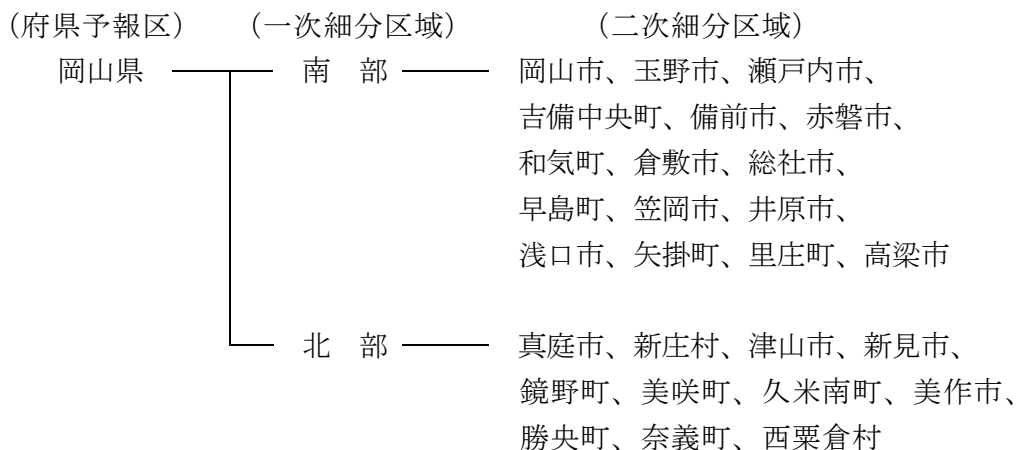 (府県予報区) (一次細分区域) (二次細分区域)
岡山県 南 部 岡山市、玉野市、瀬戸内市、
吉備中央町、備前市、赤磐市、
和気町、倉敷市、総社市、
早島町、笠岡市、井原市、
浅口市、矢掛町、里庄町、高梁市
北 部 真庭市、新庄村、津山市、新見市、
鏡野町、美咲町、久米南町、美作市、
勝央町、奈義町、西粟倉村